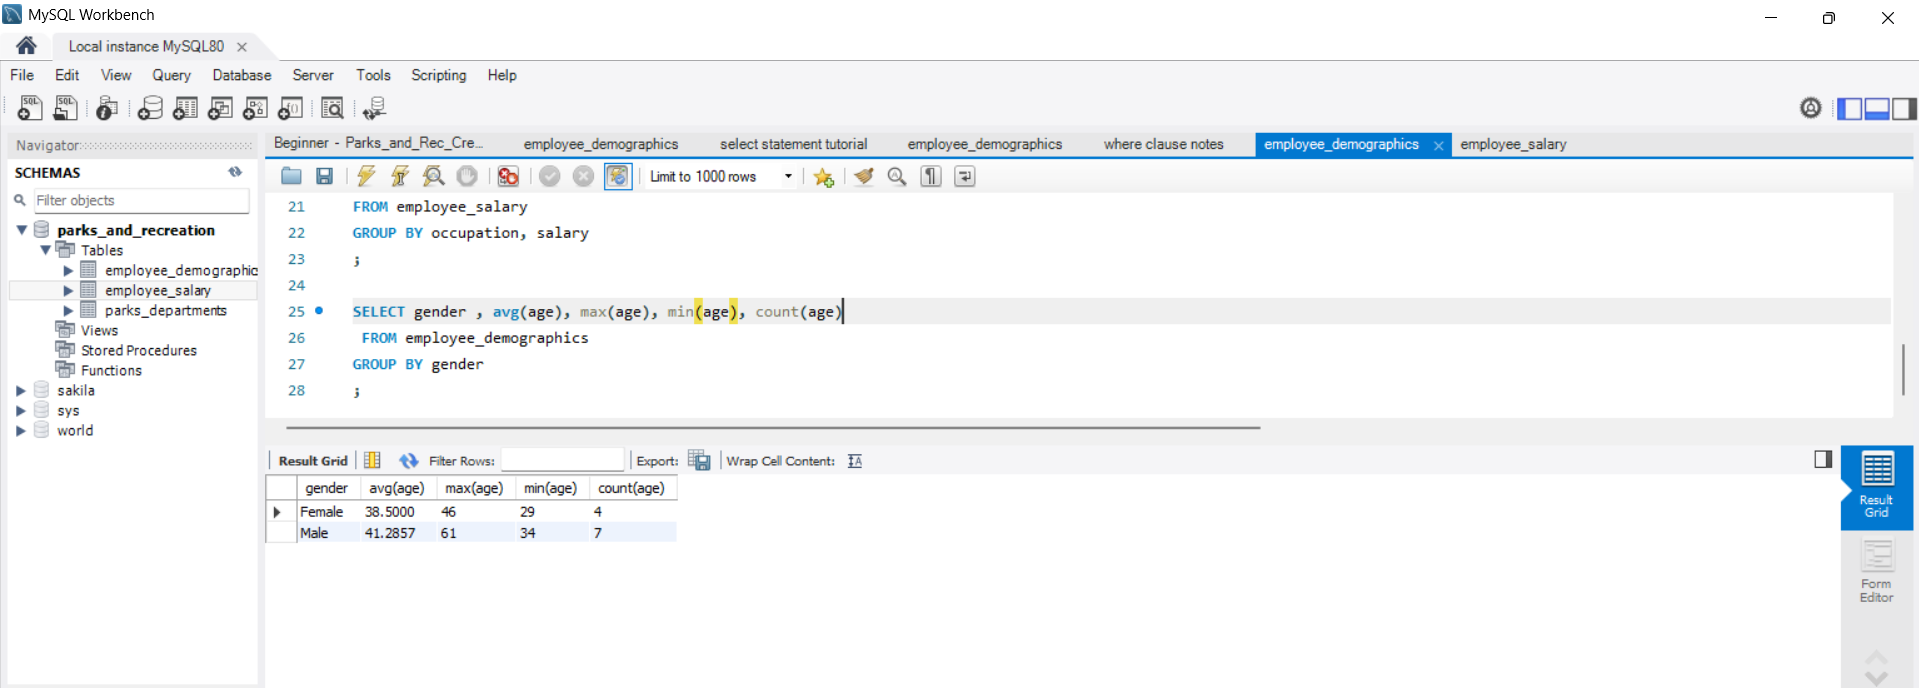 MySQL Workbench
Local instance MySQL80
File Edit View Query Database Server Tools Scripting Help
Navigator
SCHEMAS
Filter objects
parks_and_recreation
Tables
employee_demographic
employee_salary
parks_departments
Views
Stored Procedures
Functions
sakila
sys
world
Beginner - Parks_and_Rec_Cre... employee_demographics select statement tutorial employee_demographics where clause notes employee_demographics employee_salary
Limit to 1000 rows
21 FROM employee_salary
22 GROUP BY occupation, salary
23 ;
24
25 SELECT gender , avg(age), max(age), min(age), count(age)
26 FROM employee_demographics
27 GROUP BY gender
28 ;
Result Grid Filter Rows: Export: Wrap Cell Content: IA
gender avg(age) max(age) min(age) count(age)
Female 38.5000 46 29 4
Male 41.2857 61 34 7
Result
Grid
Form
Editor